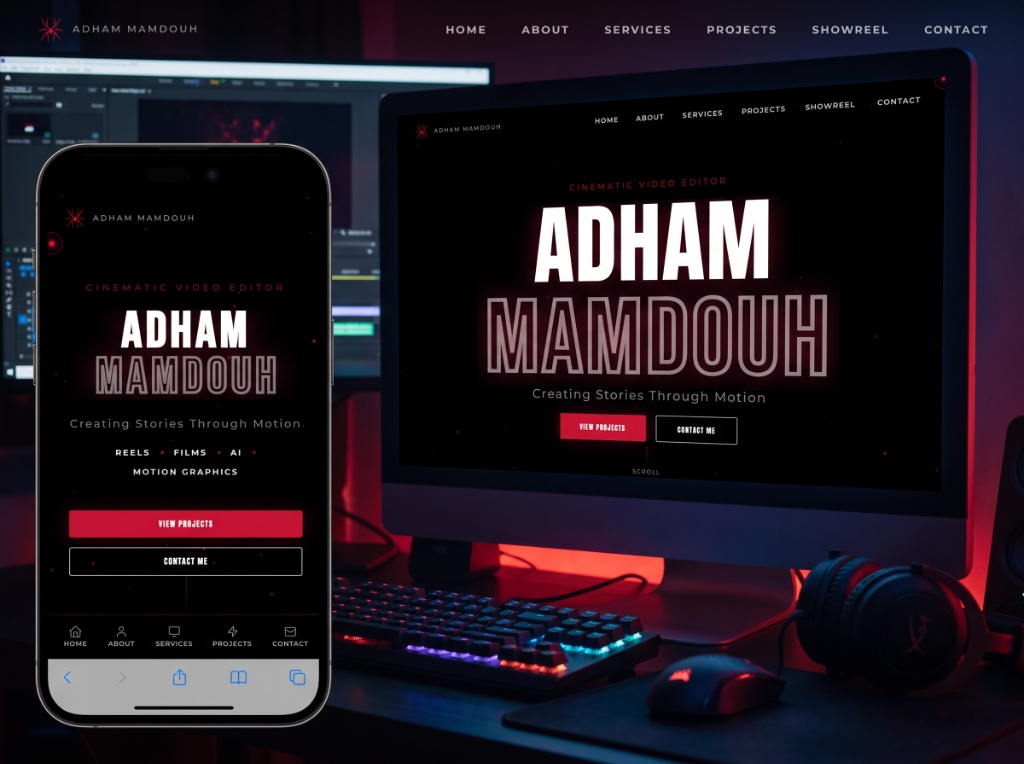 ADHAM MAMDOUH
HOME ABOUT SERVICES PROJECTS SHOWREEL CONTACT
ADHAM MAMDOUH
HOME ABOUT SERVICES PROJECTS SHOWREEL CONTACT
CINEMATIC VIDEO EDITOR
ADHAM
MAMDOUH
Creating Stories Through Motion
VIEW PROJECTS
CONTACT ME
SCROLL
ADHAM MAMDOUH
CINEMATIC VIDEO EDITOR
ADHAM
MAMDOUH
Creating Stories Through Motion
REELS • FILMS • AI •
MOTION GRAPHICS
VIEW PROJECTS
CONTACT ME
HOME ABOUT SERVICES PROJECTS CONTACT